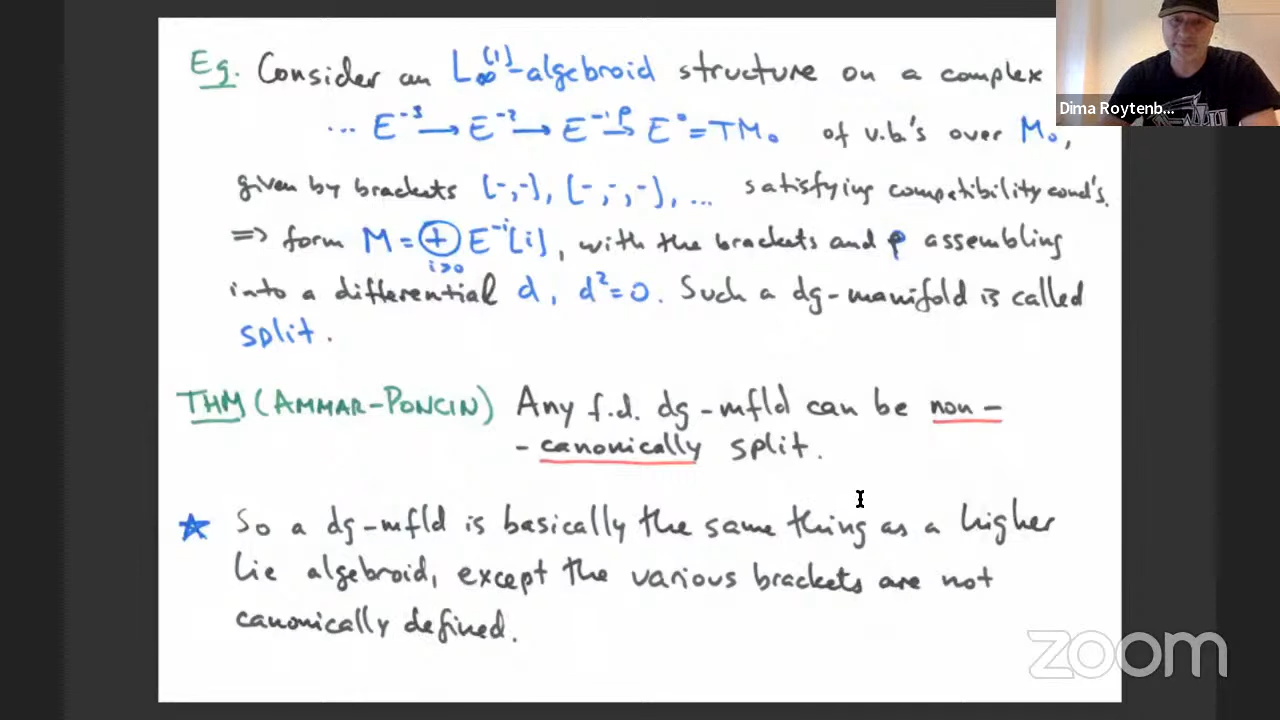 Eg. Consider an L∞^(1)-algebroid structure on a complex
... E⁻³ → E⁻² → E⁻¹ →^ρ E⁰ = TM₀ of v.b.'s over M₀,
given by brackets [-,-], [-,-,-], ... satisfying compatibility cond's.
⇒ form M = ⊕_{i>0} E⁻ⁱ[i], with the brackets and ρ assembling
into a differential d, d² = 0. Such a dg-manifold is called
split.
THM (AMMAR-PONCIN) Any f.d. dg-mfld can be non-
-canonically split.
★ So a dg-mfld is basically the same thing as a higher
Lie algebroid, except the various brackets are not
canonically defined.
Dima Roytenb...
zoom